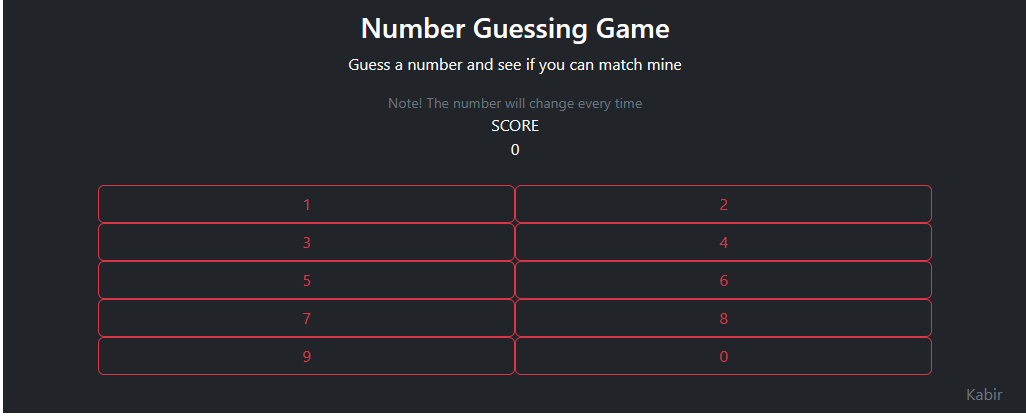 Number Guessing Game
Guess a number and see if you can match mine
Note! The number will change every time
SCORE
0
1 2
3 4
5 6
7 8
9 0
Kabir